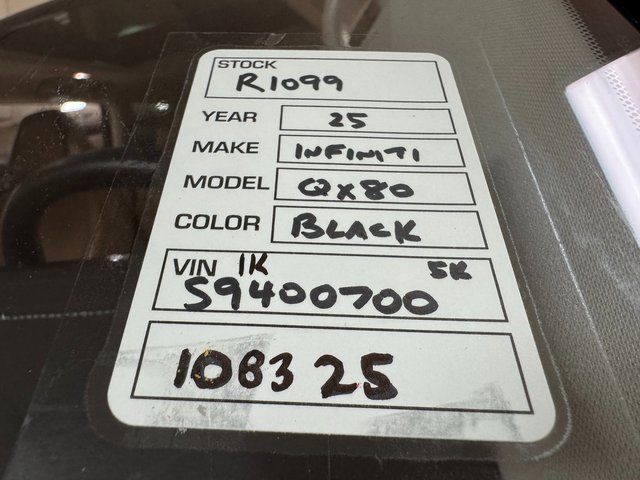 STOCK
R1099
YEAR 25
MAKE INFINITI
MODEL QX80
COLOR BLACK
VIN 1K 5K
S9400700
108325